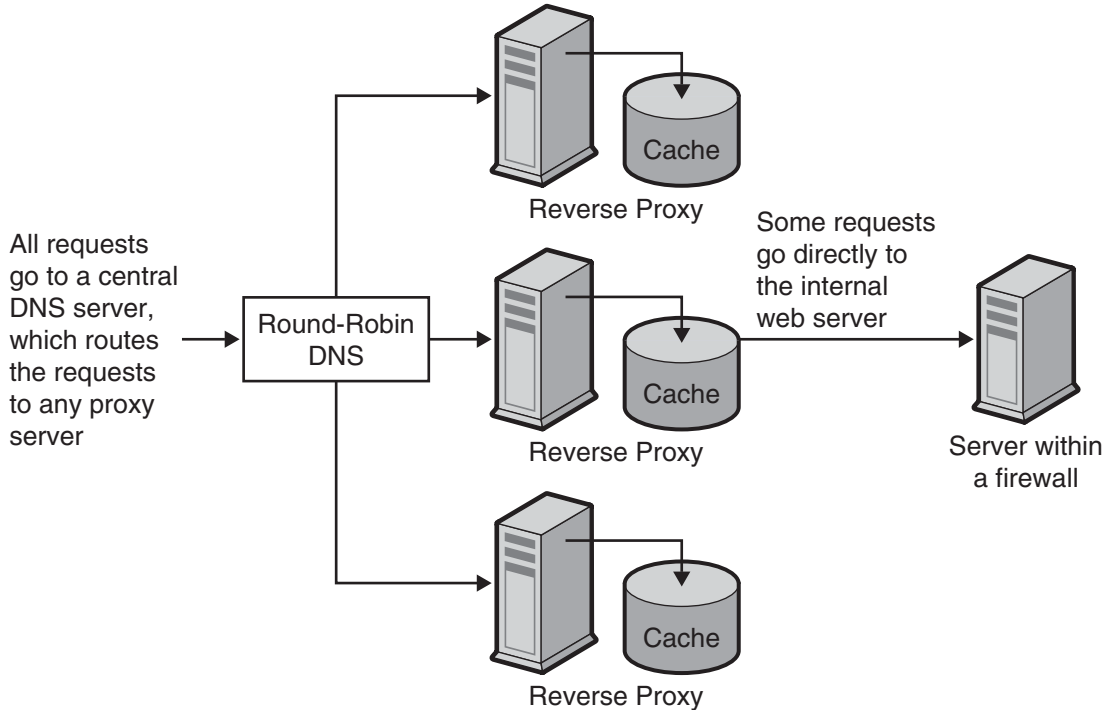 All requests
go to a central
DNS server,
which routes
the requests
to any proxy
server
Round-Robin
DNS
Cache
Reverse Proxy
Cache
Reverse Proxy
Cache
Reverse Proxy
Some requests
go directly to
the internal
web server
Server within
a firewall